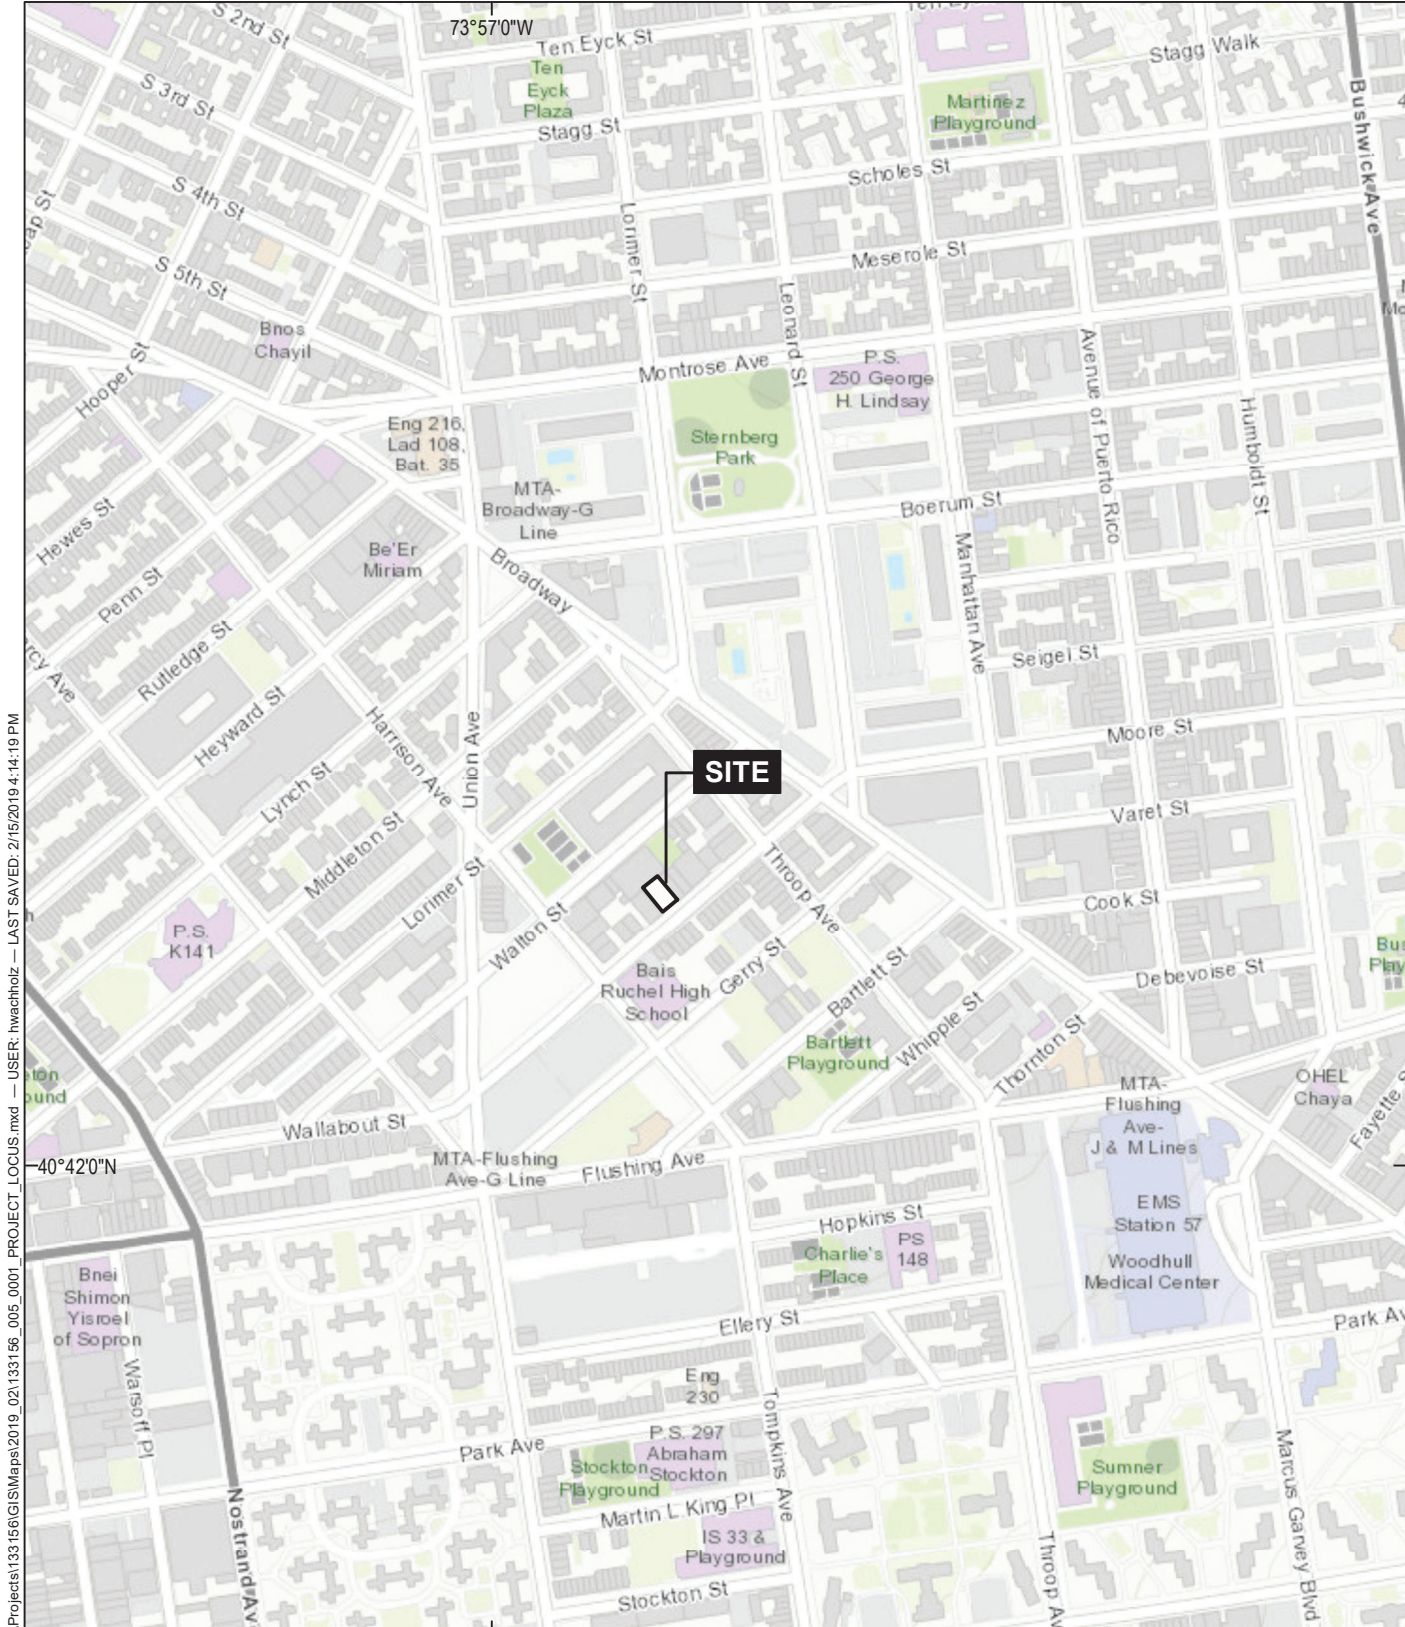 73°57'0"W
S 2nd St
Ten Eyck St
Stagg Walk
S 3rd St
Ten
Eyck
Plaza
Martinez
Playground
Bushwick Ave
Stagg St
Scholes St
S 4th St
Lorimer St
Meserole St
S 5th St
Leonard St
Bnos
Chayil
Avenue of Puerto Rico
Hooper St
Montrose Ave
P.S.
250 George
H. Lindsay
Humboldt St
Eng 216,
Lad 108,
Bat. 35
Sternberg
Park
MTA-
Broadway-G
Line
Boerum St
Hewes St
Be'Er
Miriam
Manhattan Ave
Broadway
Penn St
Rutledge St
Seigel St
Heyward St
Harrison Ave
Union Ave
Moore St
SITE
Lynch St
Varet St
Middleton St
Throop Ave
Lorimer St
Cook St
Walton St
P.S.
K141
Bais
Ruchel High
School
Gerry St
Bartlett St
Debevoise St
Whipple St
Bartlett
Playground
Thornton St
MTA-
Flushing
Ave-
J & M Lines
OHEL
Chaya
Fayette
Wallabout St
40°42'0"N
MTA-Flushing
Ave-G Line
Flushing Ave
EMS
Station 57
Hopkins St
Charlie's
Place
PS
148
Woodhull
Medical Center
Bnei
Shimon
Yisroel
of Sopron
Ellery St
Park Av
Warsoff Pl
Eng
230
Tompkins Ave
Park Ave
P.S. 297
Abraham
Stockton
Stockton
Playground
Sumner
Playground
Marcus Garvey Blvd
Martin L King Pl
Nostrand Av
IS 33 &
Playground
Throop Av
Stockton St
Projects\133156\GIS\Maps\2019_02\133156_005_0001_PROJECT_LOCUS.mxd — USER: hwachholz — LAST SAVED: 2/15/2019 4:14:19 PM